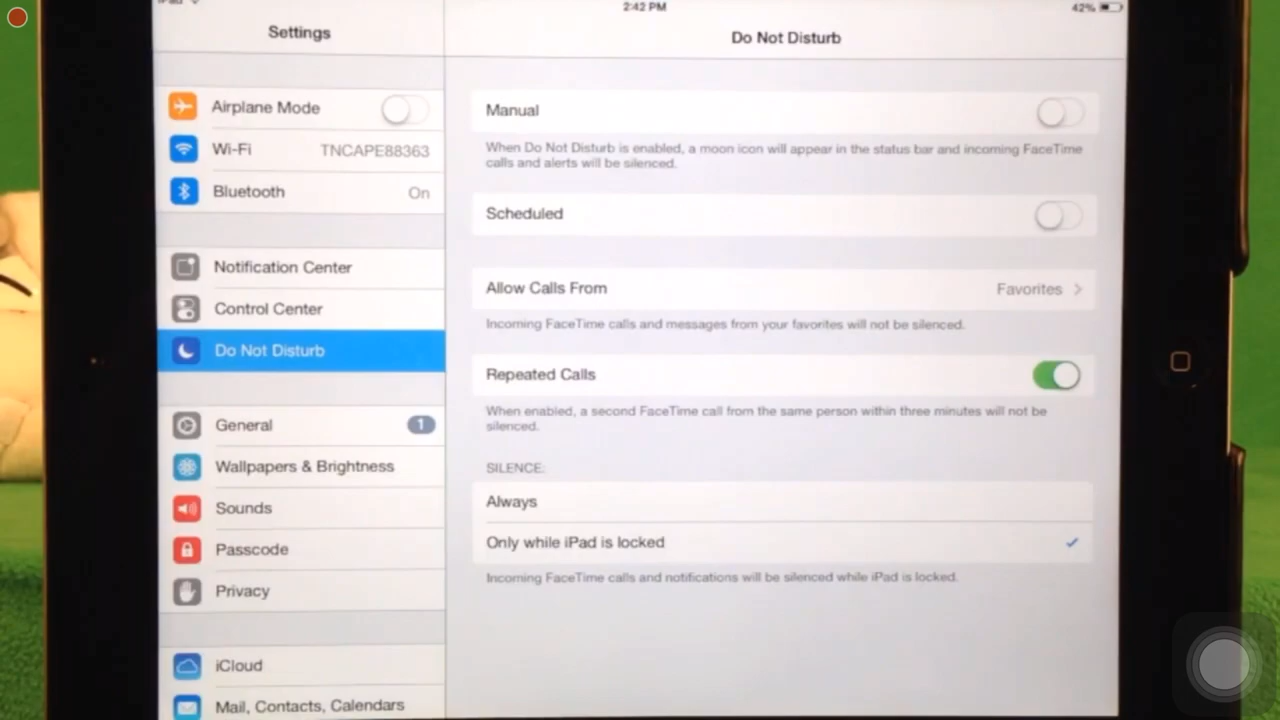 iPad
2:42 PM
42%
Settings
Do Not Disturb
Airplane Mode
Wi-Fi
TNCAPE88363
Bluetooth
On
Notification Center
Control Center
Do Not Disturb
General
1
Wallpapers & Brightness
Sounds
Passcode
Privacy
iCloud
Mail, Contacts, Calendars
Manual
When Do Not Disturb is enabled, a moon icon will appear in the status bar and incoming FaceTime
calls and alerts will be silenced.
Scheduled
Allow Calls From
Favorites
Incoming FaceTime calls and messages from your favorites will not be silenced.
Repeated Calls
When enabled, a second FaceTime call from the same person within three minutes will not be
silenced.
SILENCE:
Always
Only while iPad is locked
Incoming FaceTime calls and notifications will be silenced while iPad is locked.